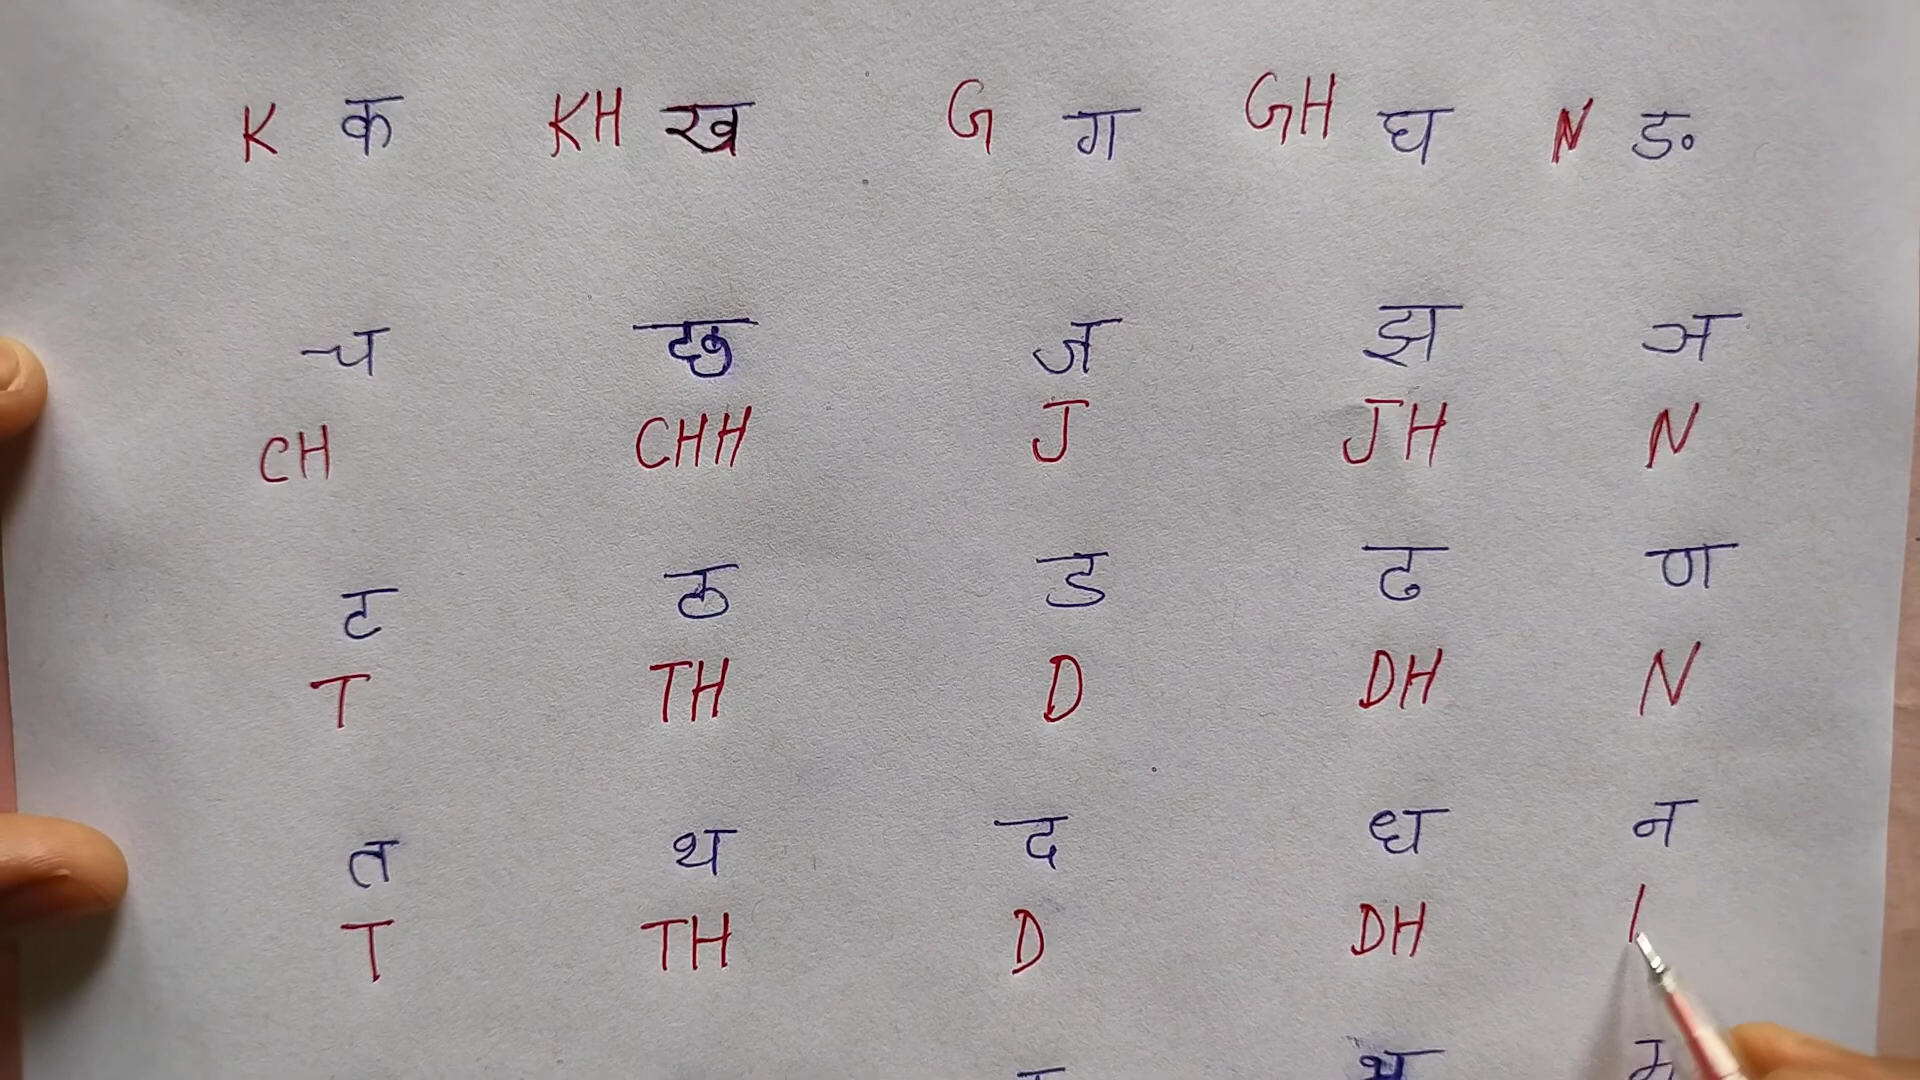 K क KH ख G ग GH घ N ङ
च छ ज झ ञ
CH CHH J JH N
ट ठ ड ढ ण
T TH D DH N
त थ द ध न
T TH D DH
भ म